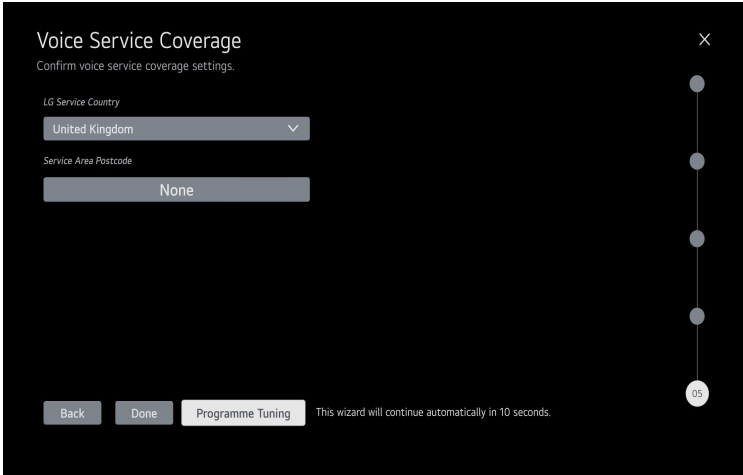 Voice Service Coverage
Confirm voice service coverage settings.
LG Service Country
United Kingdom
Service Area Postcode
None
05
Back Done Programme Tuning This wizard will continue automatically in 10 seconds.